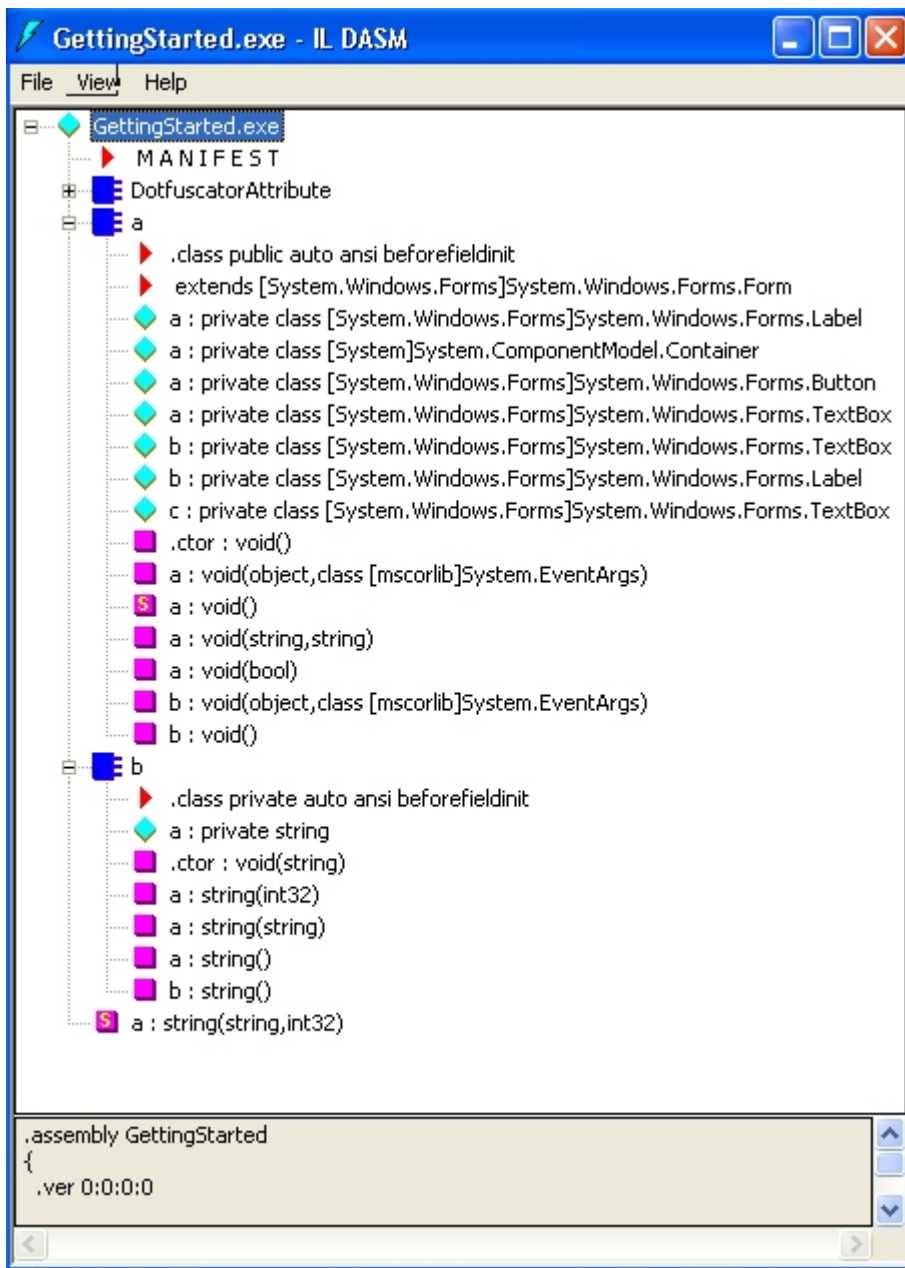 GettingStarted.exe - IL DASM
File View Help
GettingStarted.exe
M A N I F E S T
DotfuscatorAttribute
a
.class public auto ansi beforefieldinit
extends [System.Windows.Forms]System.Windows.Forms.Form
a : private class [System.Windows.Forms]System.Windows.Forms.Label
a : private class [System]System.ComponentModel.Container
a : private class [System.Windows.Forms]System.Windows.Forms.Button
a : private class [System.Windows.Forms]System.Windows.Forms.TextBox
b : private class [System.Windows.Forms]System.Windows.Forms.TextBox
b : private class [System.Windows.Forms]System.Windows.Forms.Label
c : private class [System.Windows.Forms]System.Windows.Forms.TextBox
.ctor : void()
a : void(object,class [mscorlib]System.EventArgs)
S a : void()
a : void(string,string)
a : void(bool)
b : void(object,class [mscorlib]System.EventArgs)
b : void()
b
.class private auto ansi beforefieldinit
a : private string
.ctor : void(string)
a : string(int32)
a : string(string)
a : string()
b : string()
S a : string(string,int32)
.assembly GettingStarted
{
.ver 0:0:0:0